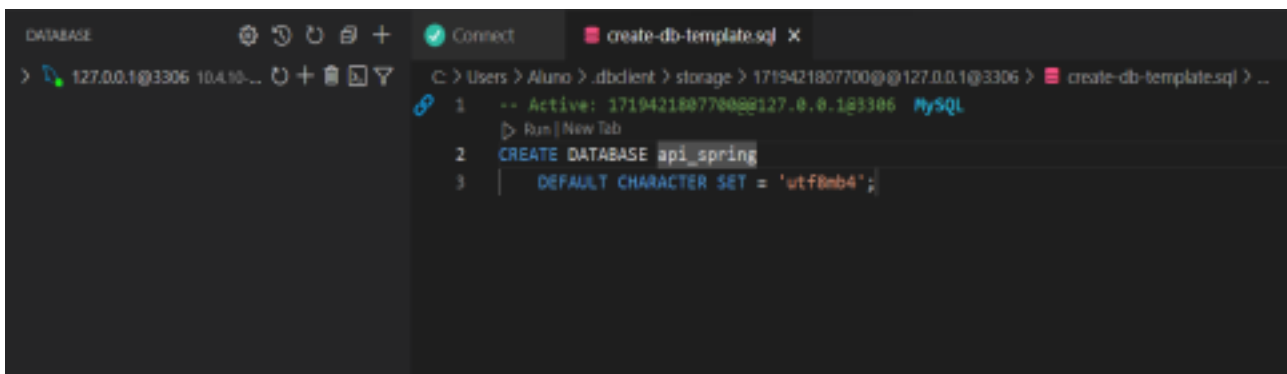 DATABASE
127.0.0.1@3306 10.4.10-...
Connect
create-db-template.sql
C: > Users > Aluno > .dbclient > storage > 1719421807700@@127.0.0.1@3306 > create-db-template.sql > ...
1 -- Active: 1719421807700@@127.0.0.1@3306 MySQL
Run | New Tab
2 CREATE DATABASE api_spring
3 DEFAULT CHARACTER SET = 'utf8mb4';